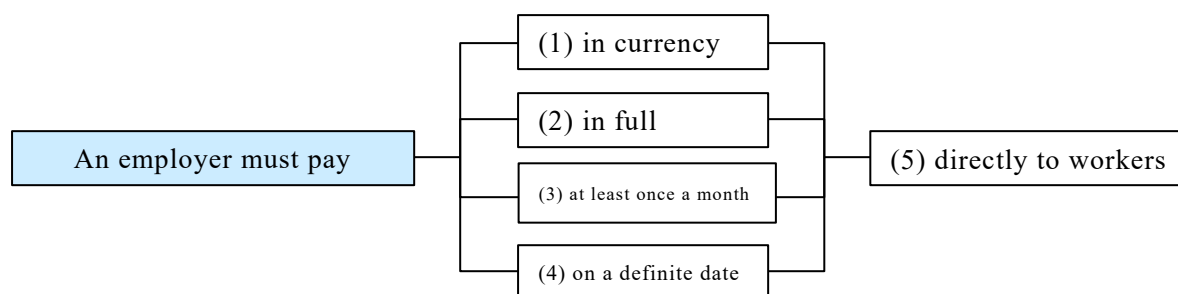 An employer must pay
(1) in currency
(2) in full
(3) at least once a month
(4) on a definite date
(5) directly to workers